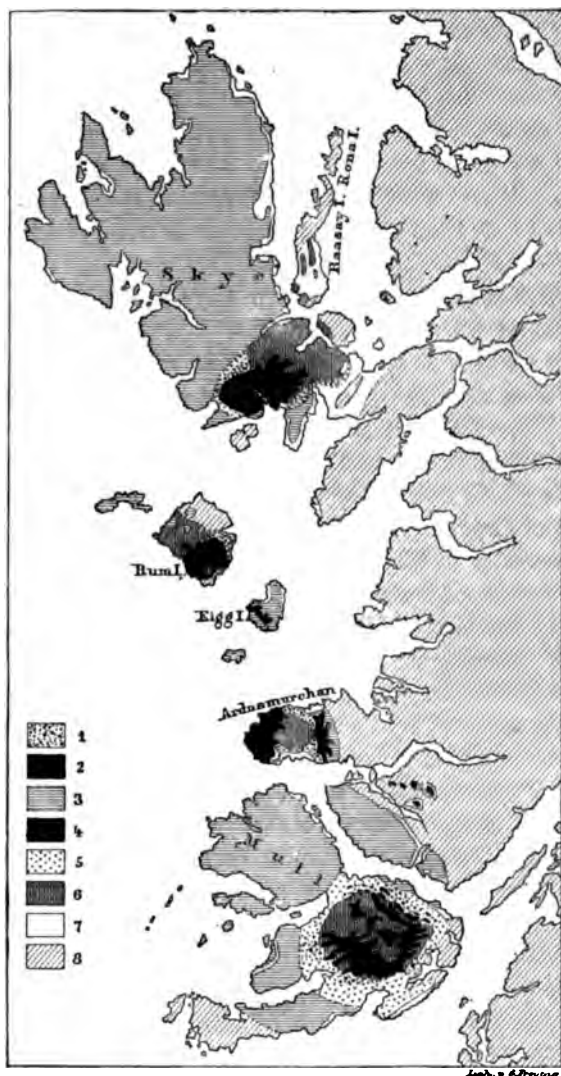 Raasay I. Rona I.
Skye
Rum I.
Eigg I.
Ardnamurchan
Mull
1
2
3
4
5
6
7
8